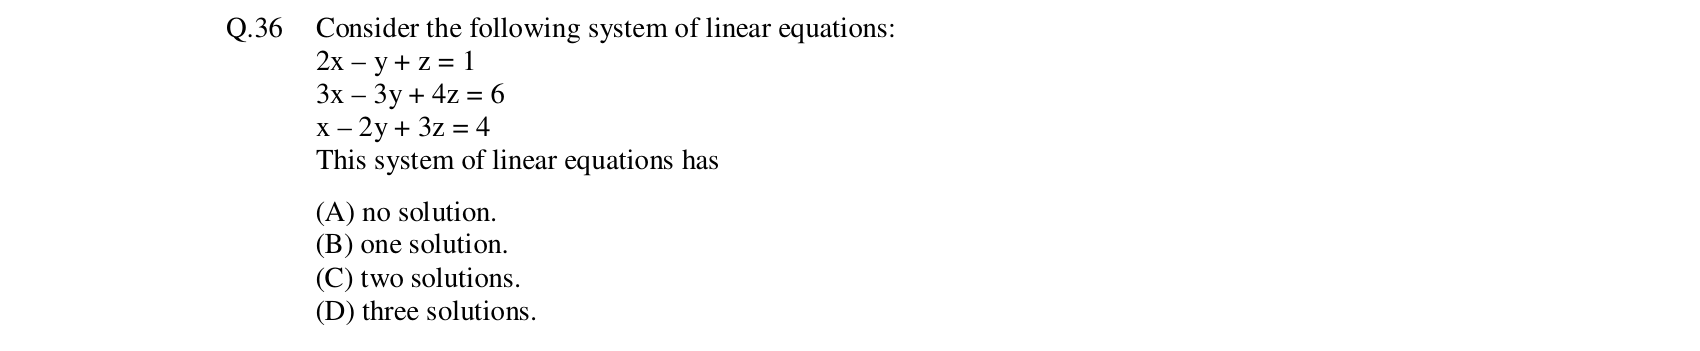 Q.36 Consider the following system of linear equations:
2x – y + z = 1
3x – 3y + 4z = 6
x – 2y + 3z = 4
This system of linear equations has
(A) no solution.
(B) one solution.
(C) two solutions.
(D) three solutions.